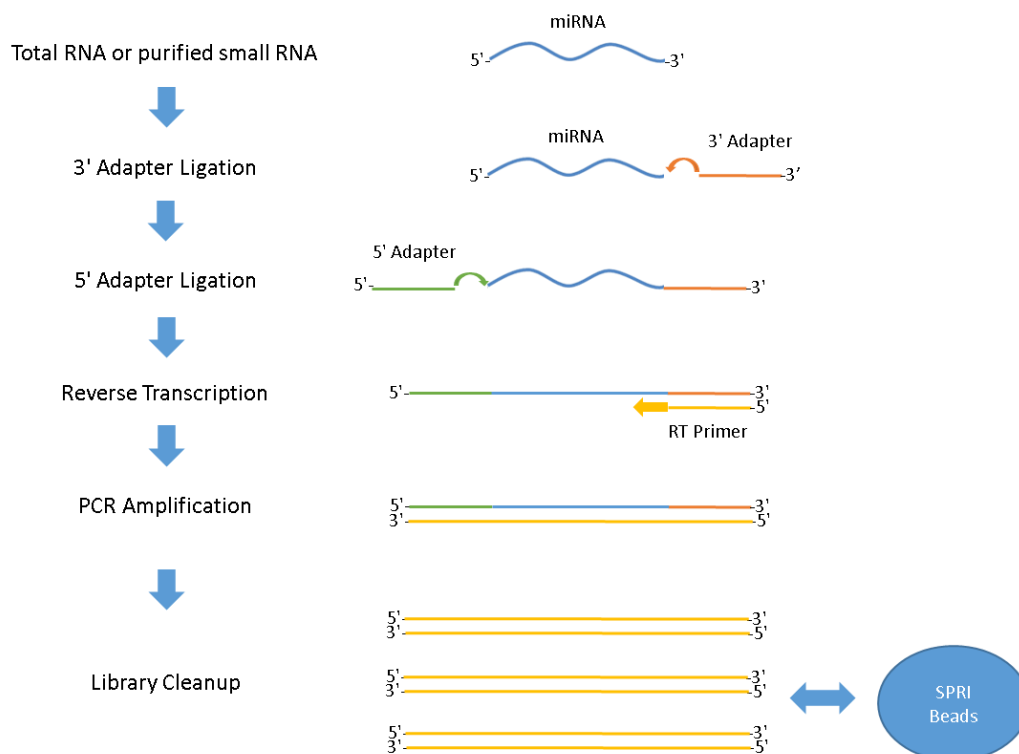 miRNA
Total RNA or purified small RNA
5'- -3'
miRNA
3' Adapter
3' Adapter Ligation
5'- -3'
5' Adapter
5' Adapter Ligation
5'- -3'
Reverse Transcription
5'- -3'
-5'
RT Primer
PCR Amplification
5'- -3'
3'- -5'
5'- -3'
3'- -5'
Library Cleanup
5'- -3'
3'- -5'
SPRI
Beads
5'- -3'
3'- -5'